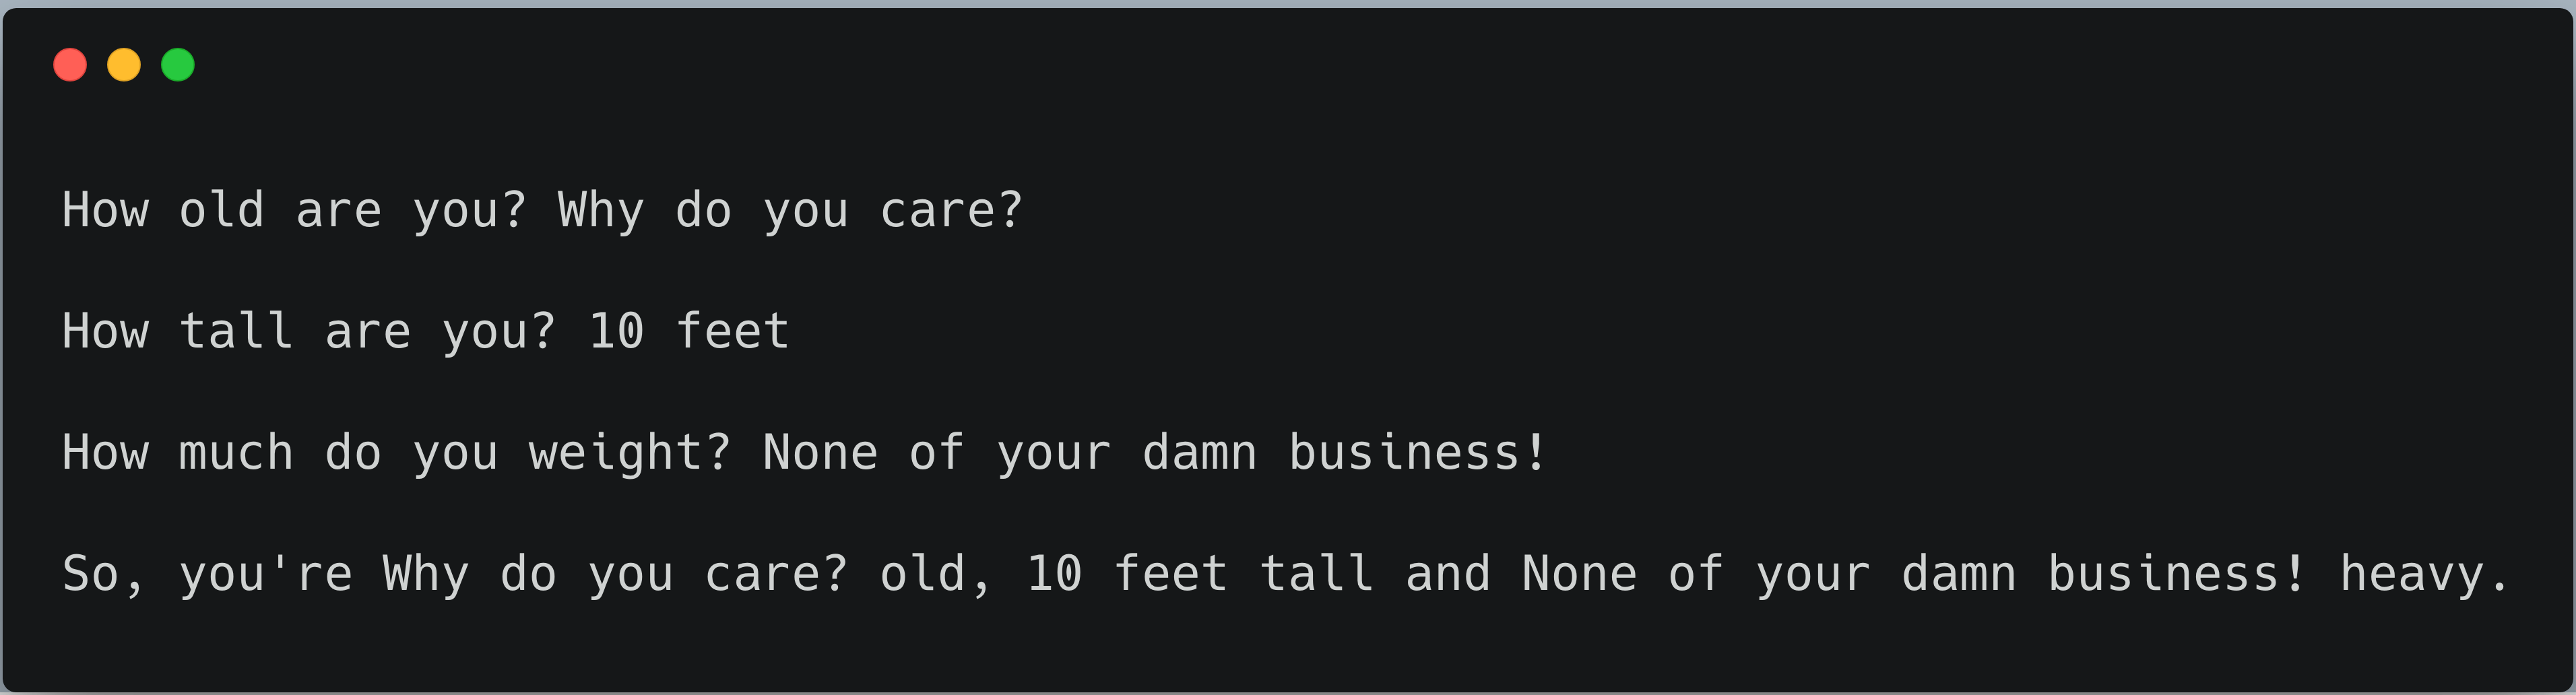 How old are you? Why do you care?
How tall are you? 10 feet
How much do you weight? None of your damn business!
So, you're Why do you care? old, 10 feet tall and None of your damn business! heavy.